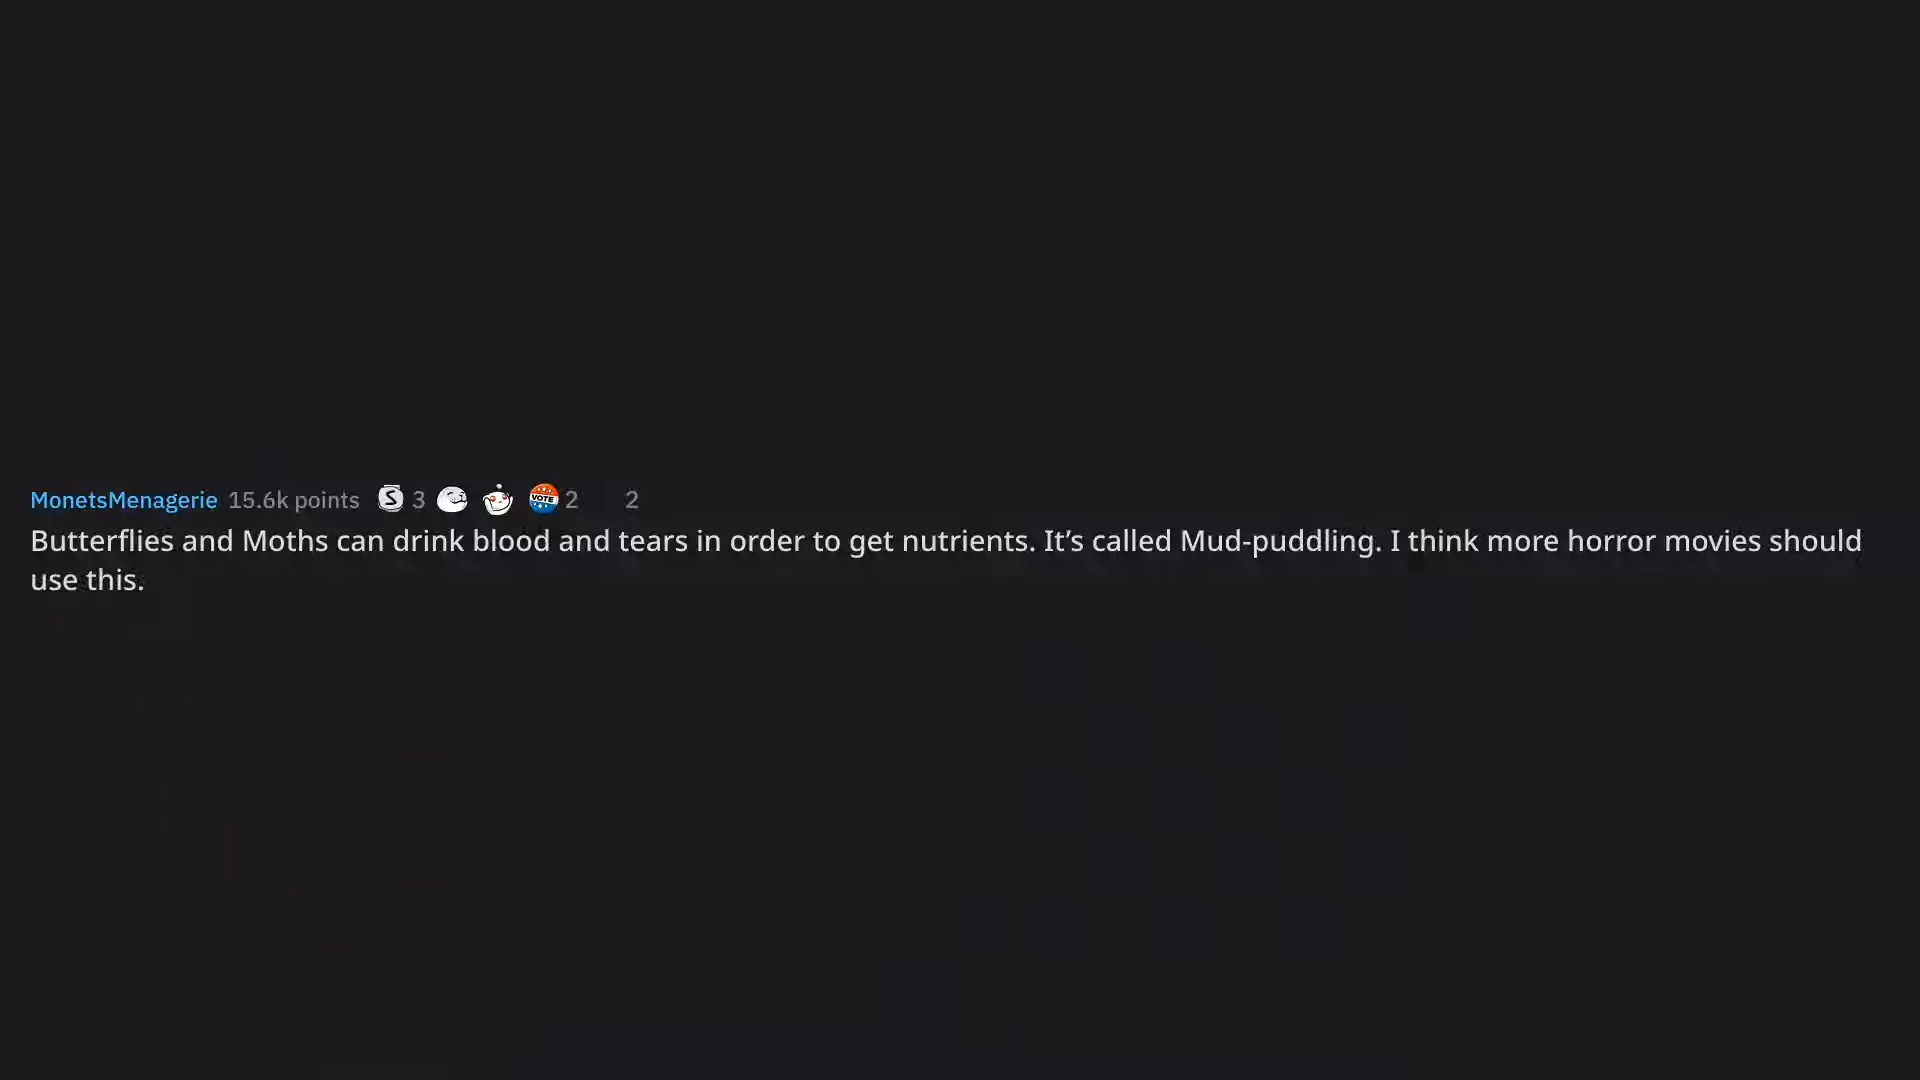 MonetsMenagerie 15.6k points S 3 VOTE 2 2
Butterflies and Moths can drink blood and tears in order to get nutrients. It’s called Mud-puddling. I think more horror movies should
use this.